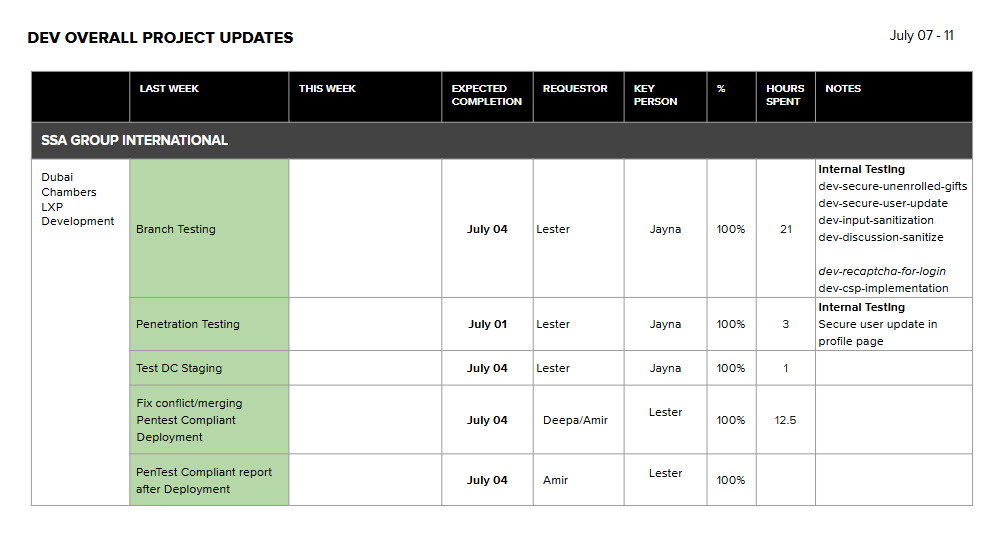 DEV OVERALL PROJECT UPDATES
July 07 - 11
LAST WEEK
THIS WEEK
EXPECTED
COMPLETION
REQUESTOR
KEY
PERSON
%
HOURS
SPENT
NOTES
SSA GROUP INTERNATIONAL
Dubai
Chambers
LXP
Development
Branch Testing
July 04
Lester
Jayna
100%
21
Internal Testing
dev-secure-unenrolled-gifts
dev-secure-user-update
dev-input-sanitization
dev-discussion-sanitize
dev-recaptcha-for-login
dev-csp-implementation
Penetration Testing
July 01
Lester
Jayna
100%
3
Internal Testing
Secure user update in
profile page
Test DC Staging
July 04
Lester
Jayna
100%
1
Fix conflict/merging
Pentest Compliant
Deployment
July 04
Deepa/Amir
Lester
100%
12.5
PenTest Compliant report
after Deployment
July 04
Amir
Lester
100%